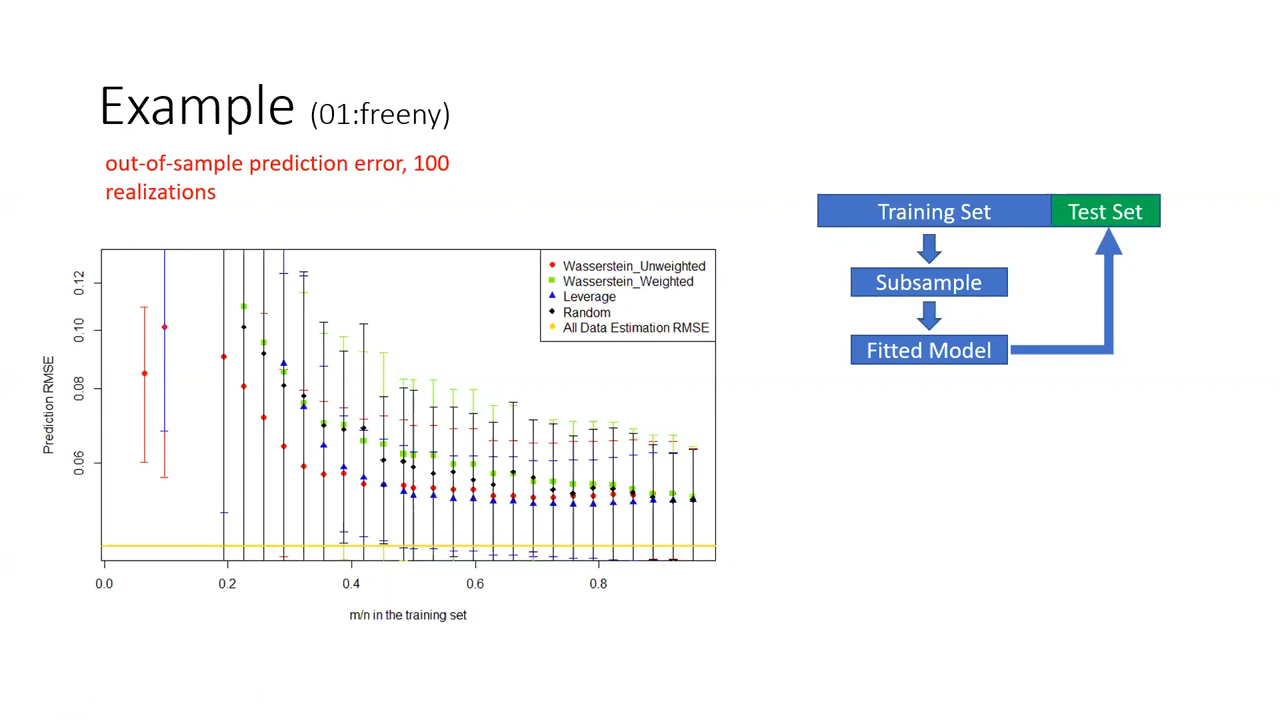 Example (01:freeny)
out-of-sample prediction error, 100
realizations
Training Set
Test Set
Subsample
Fitted Model
Wasserstein_Unweighted
Wasserstein_Weighted
Leverage
Random
All Data Estimation RMSE
Prediction RMSE
0.12
0.10
0.08
0.06
0.0
0.2
0.4
0.6
0.8
m/n in the training set